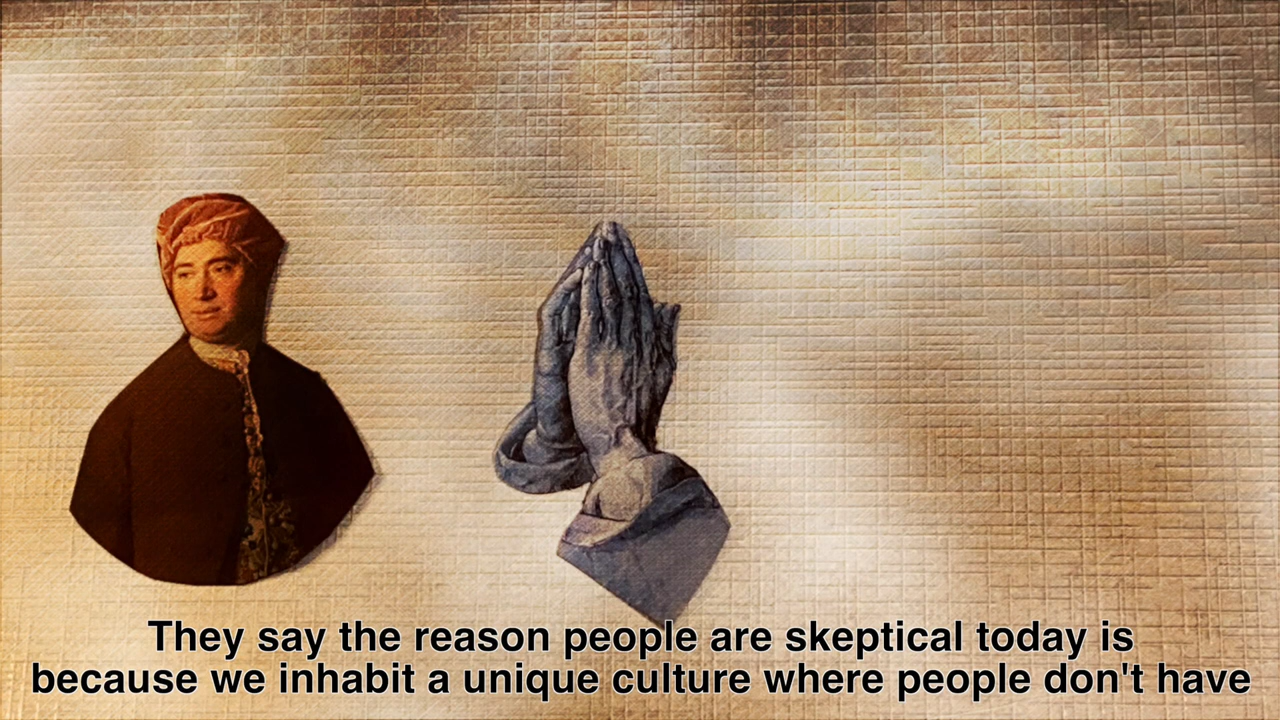 They say the reason people are skeptical today is
because we inhabit a unique culture where people don't have